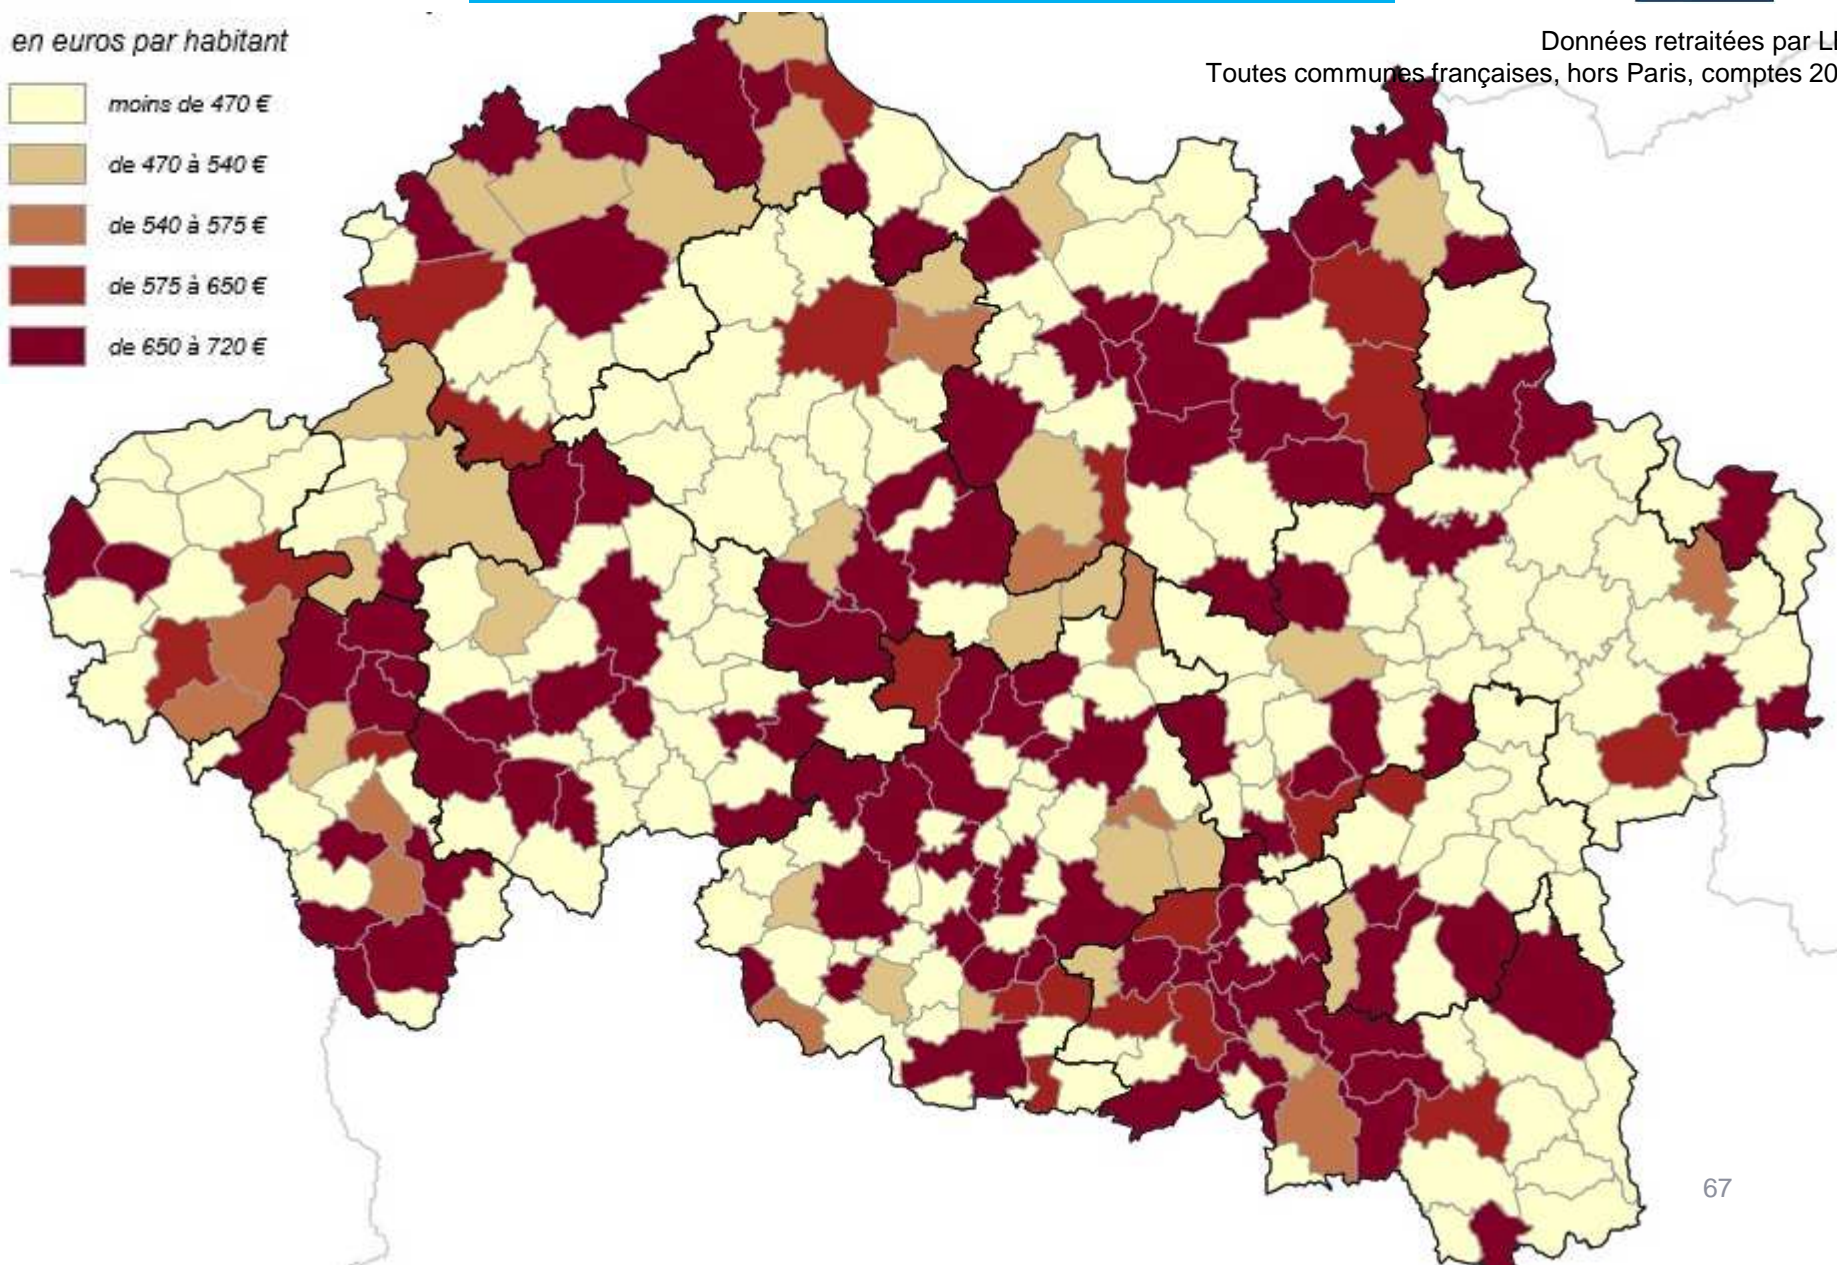 en euros par habitant
moins de 470 €
de 470 à 540 €
de 540 à 575 €
de 575 à 650 €
de 650 à 720 €
Données retraitées par
Toutes communes françaises, hors Paris, comptes
67